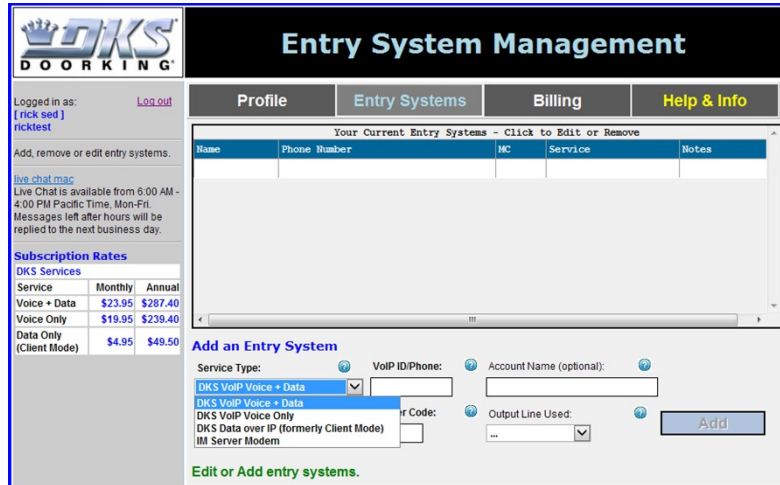 DKS
DOORKING
Entry System Management
Logged in as: Log out
[ rick sed ]
ricktest
Add, remove or edit entry systems.
live chat mac
Live Chat is available from 6:00 AM -
4:00 PM Pacific Time, Mon-Fri.
Messages left after hours will be
replied to the next business day.
Subscription Rates
DKS Services
Service Monthly Annual
Voice + Data $23.95 $287.40
Voice Only $19.95 $239.40
Data Only
(Client Mode) $4.95 $49.50
Profile Entry Systems Billing Help & Info
Your Current Entry Systems - Click to Edit or Remove
Name Phone Number MC Service Notes
Add an Entry System
Service Type: VoIP ID/Phone: Account Name (optional):
DKS VoIP Voice + Data
DKS VoIP Voice + Data
DKS VoIP Voice Only
DKS Data over IP (formerly Client Mode)
IM Server Modem
Code: Output Line Used:
...
Add
Edit or Add entry systems.